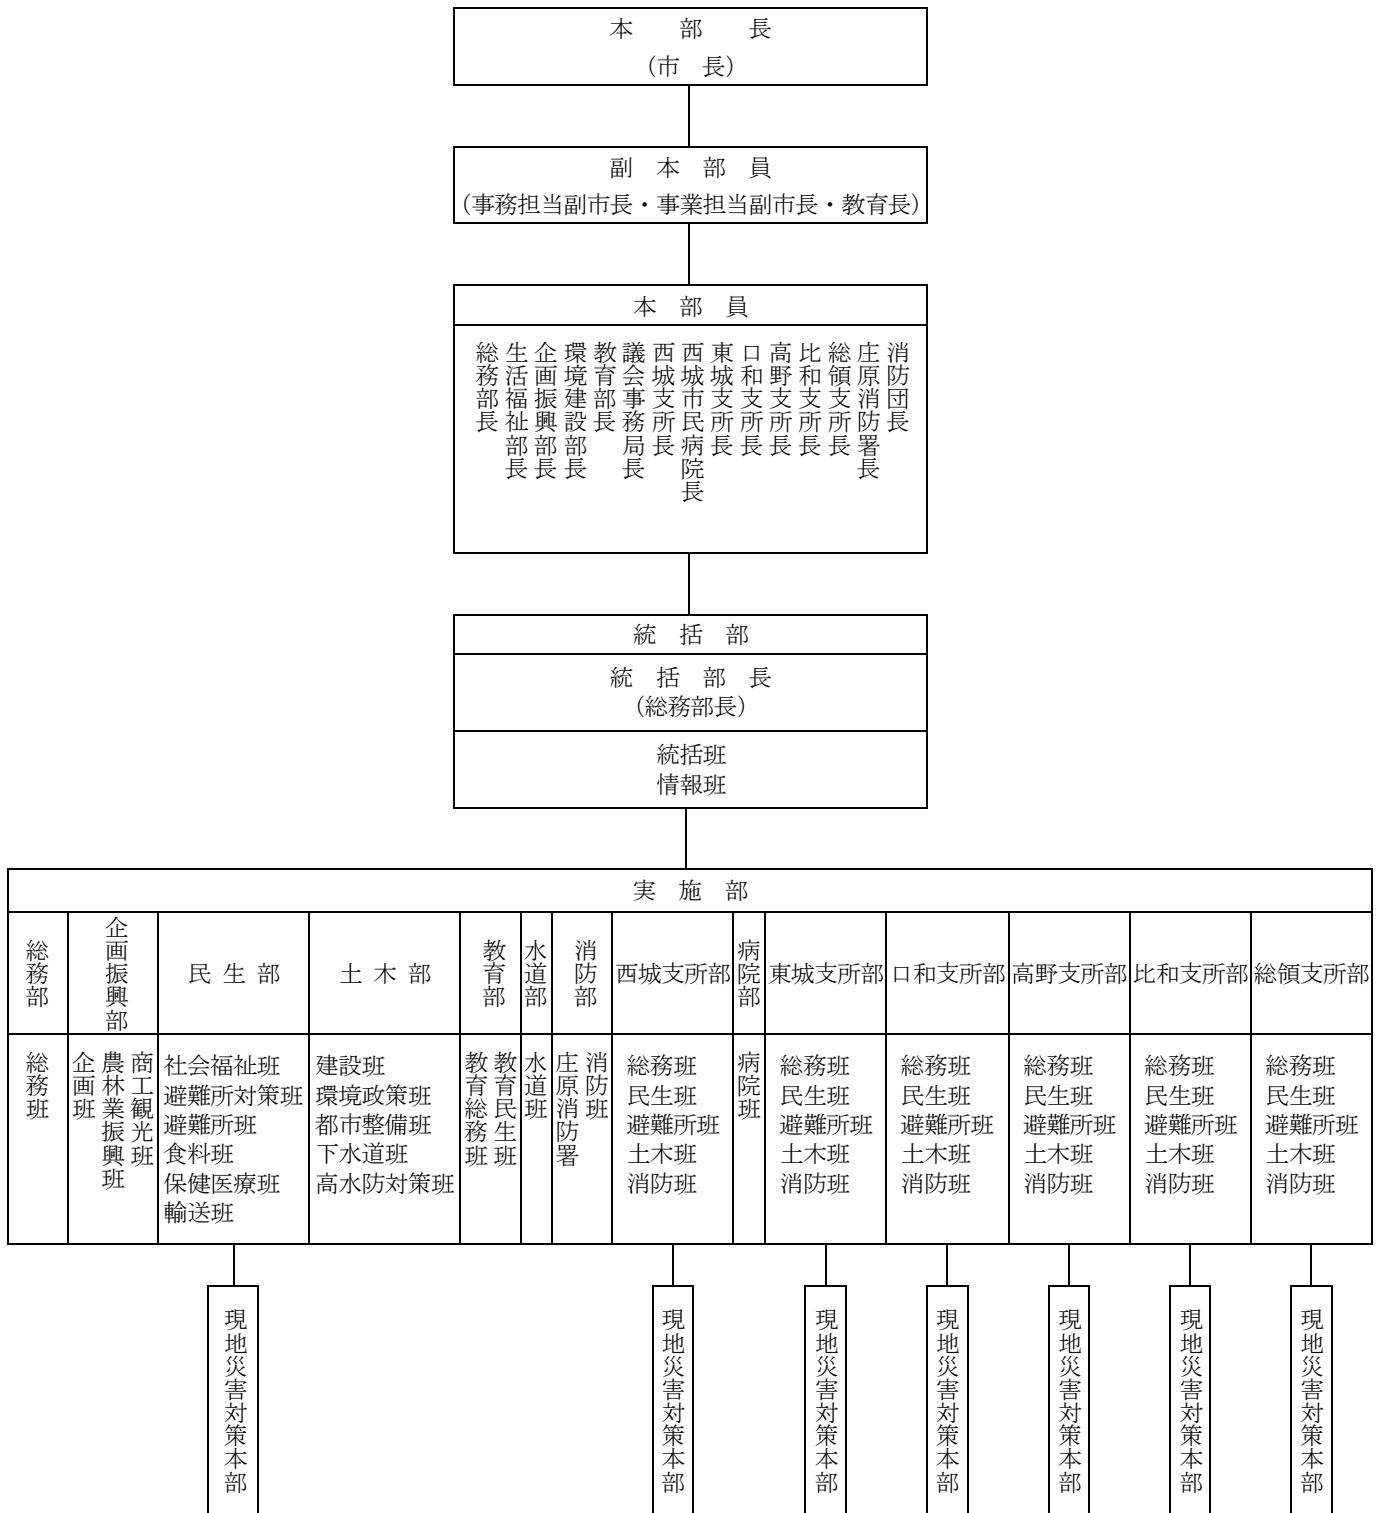 本　部　長
（市　長）
副　本　部　員
（事務担当副市長・事業担当副市長・教育長）
本　部　員
総務部長
生活福祉部長
企画振興部長
環境建設部長
教育部長
議会事務局長
西城支所長
西城市民病院長
東城支所長
口和支所長
高野支所長
比和支所長
総領支所長
庄原消防署長
消防団長
統　括　部
統　括　部　長
（総務部長）
統括班
情報班
実　施　部
総務部
企画振興部
民生部
土木部
教育部
水道部
消防部
西城支所部
病院部
東城支所部
口和支所部
高野支所部
比和支所部
総領支所部
総務班
企画班
農林業振興班
商工観光班
社会福祉班
避難所対策班
避難所班
食料班
保健医療班
輸送班
建設班
環境政策班
都市整備班
下水道班
高水防対策班
教育総務班
教育民生班
水道班
庄原消防署
消防班
総務班
民生班
避難所班
土木班
消防班
病院班
総務班
民生班
避難所班
土木班
消防班
総務班
民生班
避難所班
土木班
消防班
総務班
民生班
避難所班
土木班
消防班
総務班
民生班
避難所班
土木班
消防班
総務班
民生班
避難所班
土木班
消防班
現地災害対策本部
現地災害対策本部
現地災害対策本部
現地災害対策本部
現地災害対策本部
現地災害対策本部
現地災害対策本部